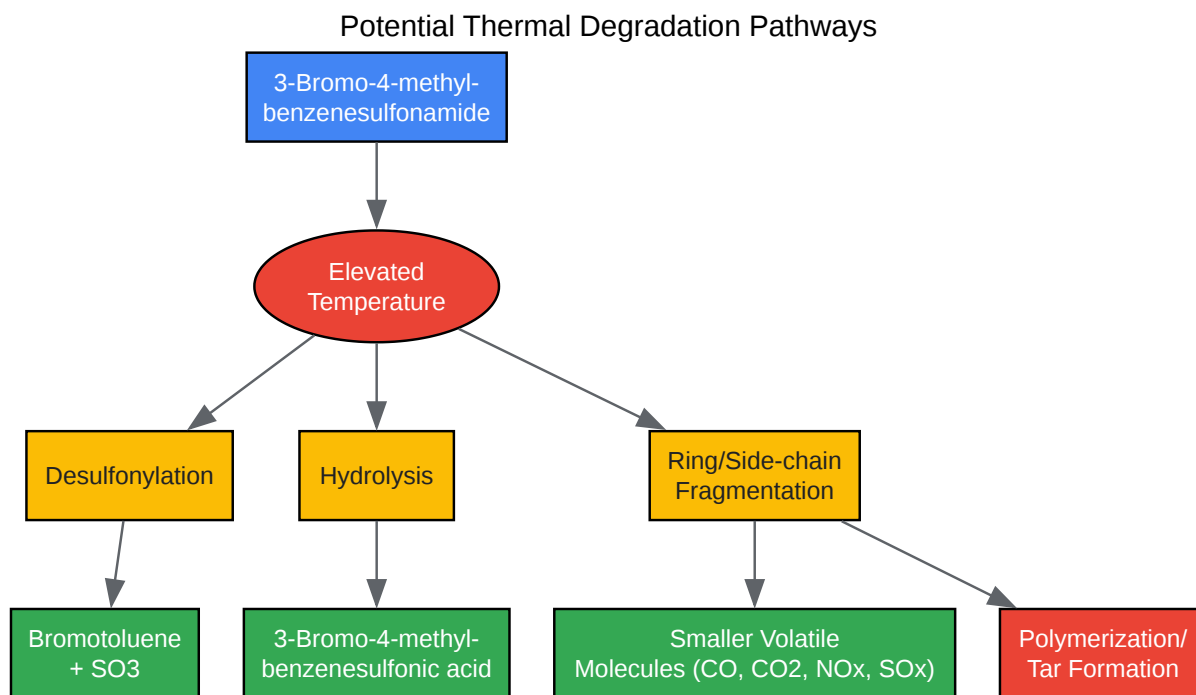 Potential Thermal Degradation Pathways
3-Bromo-4-methyl-
benzenesulfonamide
Elevated
Temperature
Desulfonylation
Hydrolysis
Ring/Side-chain
Fragmentation
Bromotoluene
+ SO3
3-Bromo-4-methyl-
benzenesulfonic acid
Smaller Volatile
Molecules (CO, CO2, NOx, SOx)
Polymerization/
Tar Formation